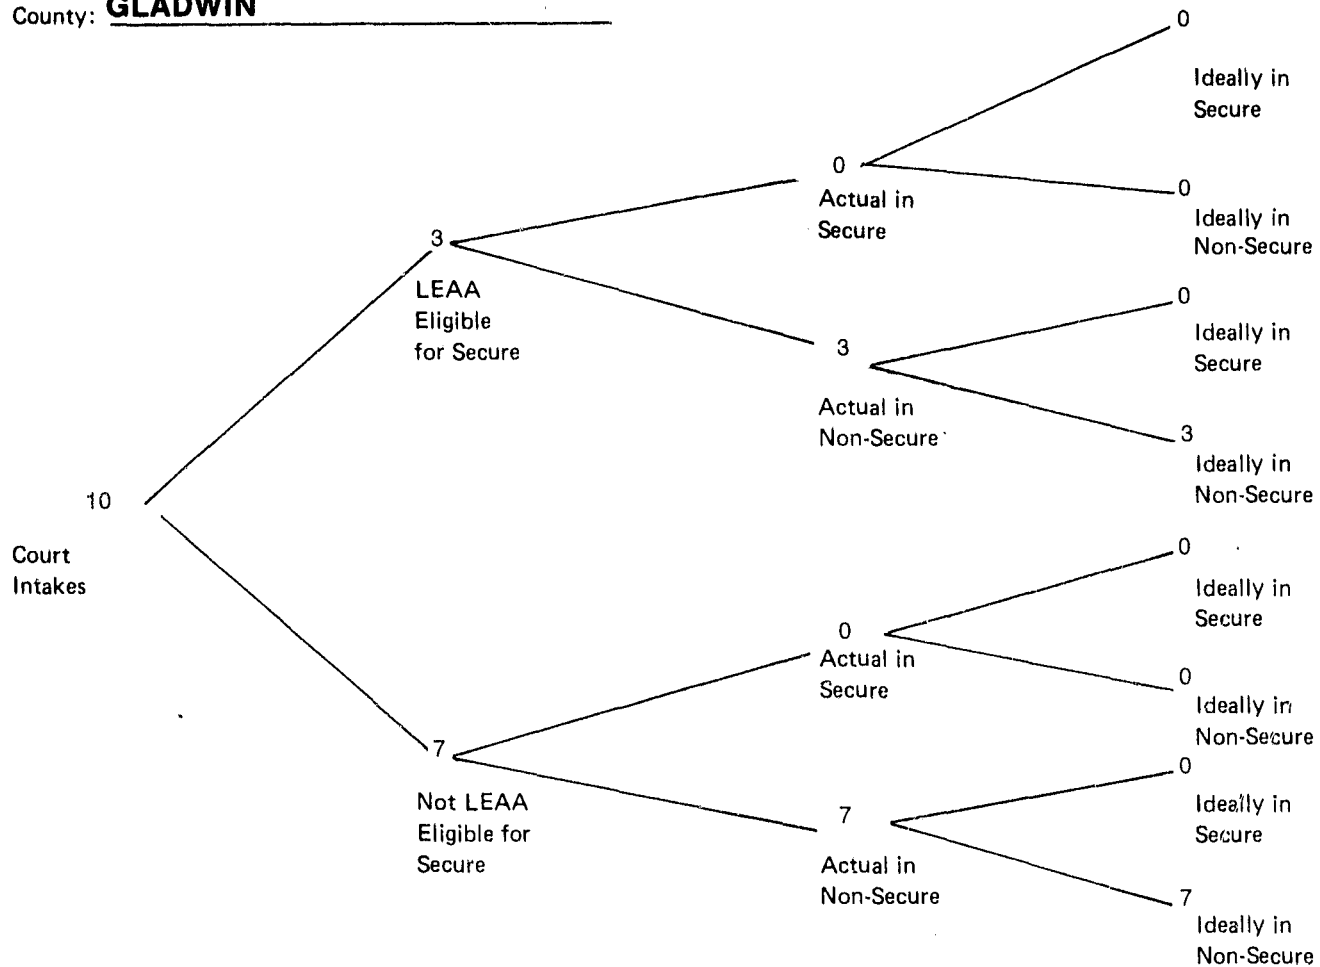 County: GLADWIN
0
Ideally in
Secure
0
Actual in
Secure
0
Ideally in
Non-Secure
3
LEAA
Eligible
for Secure
0
Ideally in
Secure
3
Actual in
Non-Secure
3
Ideally in
Non-Secure
10
Court
Intakes
0
Ideally in
Secure
0
Actual in
Secure
0
Ideally in
Non-Secure
7
Not LEAA
Eligible for
Secure
0
Ideally in
Secure
7
Actual in
Non-Secure
7
Ideally in
Non-Secure